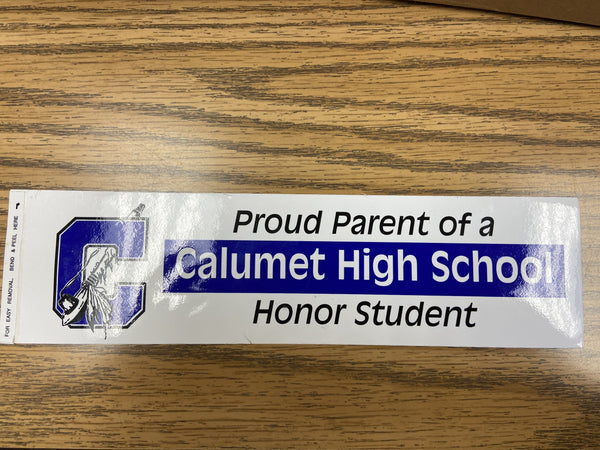 FOR EASY REMOVAL BEND & PEEL HERE
C
Proud Parent of a
Calumet High School
Honor Student